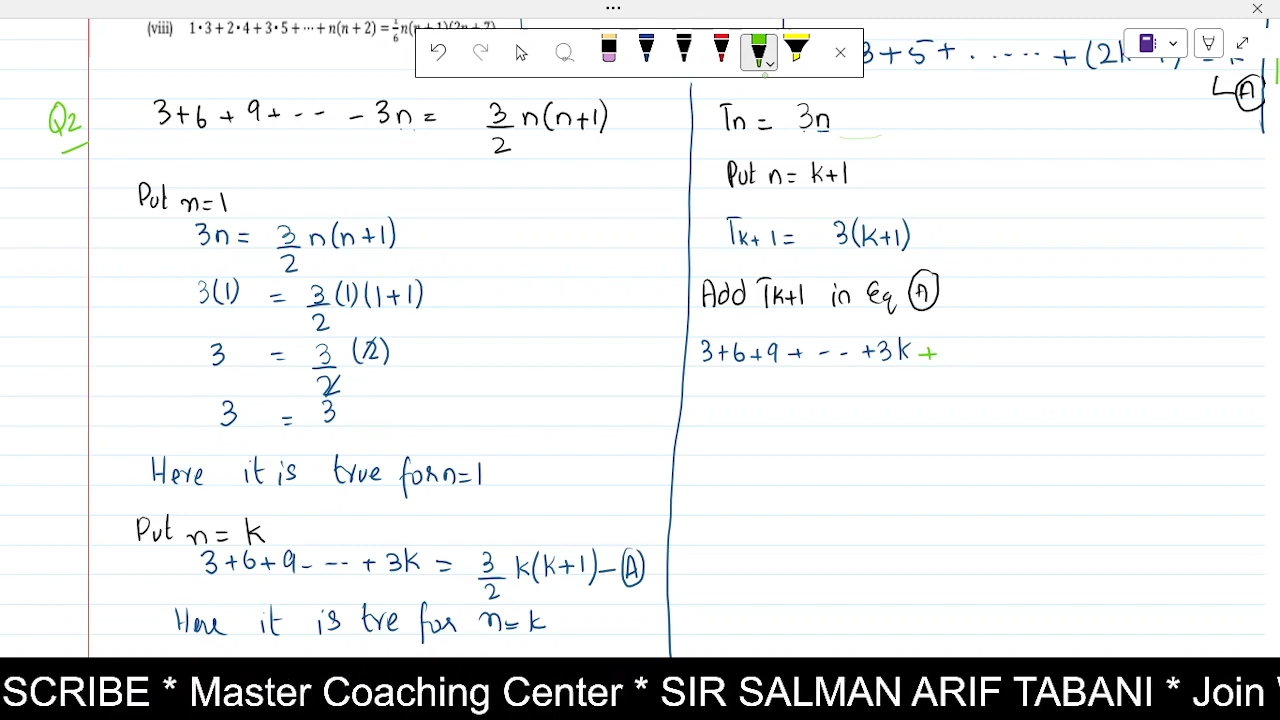 (viii) 1•3+2•4+3•5+⋯+n(n+2)=1/6 n(n+1)(2n+7)
3+5+......+(2k
A
Q2
3+6+9+-- - 3n = 3/2 n(n+1)
Put n=1
3n = 3/2 n(n+1)
3(1) = 3/2 (1)(1+1)
3 = 3/2 (2)
3 = 3
Here it is true for n=1
Put n = k
3+6+9- -- + 3k = 3/2 k(k+1) - A
Here it is tre for n=k
Tn = 3n
Put n = k+1
Tk+1 = 3(k+1)
Add Tk+1 in Eq A
3+6+9+ -- +3k +
SCRIBE * Master Coaching Center * SIR SALMAN ARIF TABANI * Join